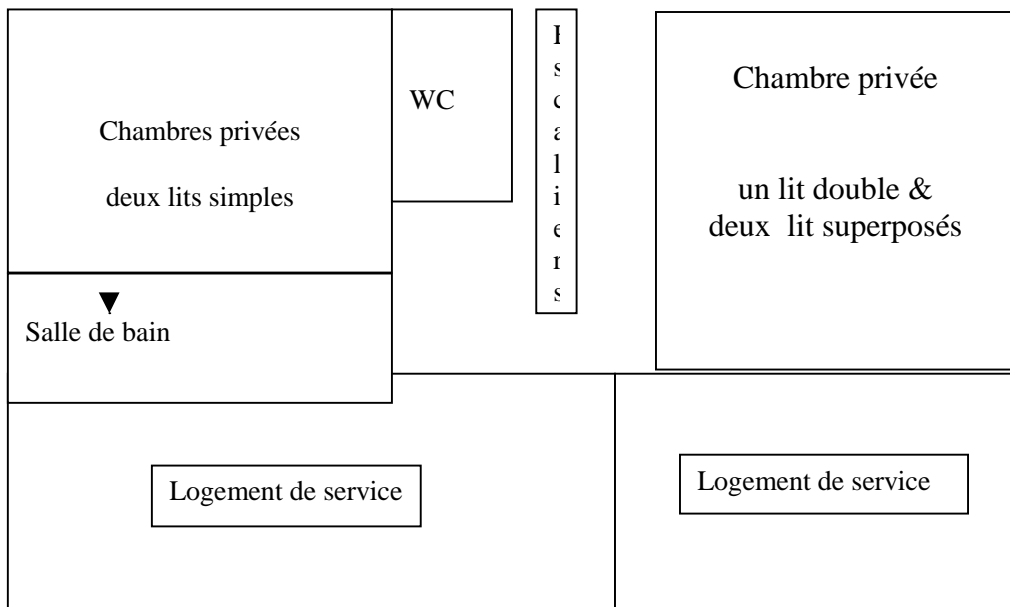 Chambres privées
deux lits simples
WC
Escaliers
Chambre privée
un lit double &
deux lit superposés
Salle de bain
Logement de service
Logement de service